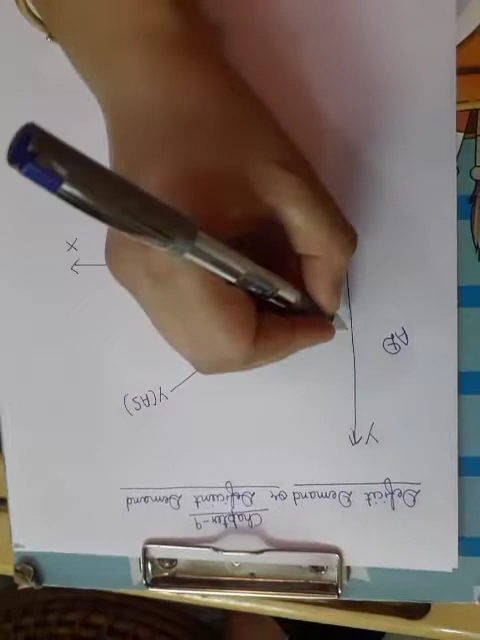 Chapter-9
Deficit Demand or Deficient Demand
Y
AD
Y(AS)
X